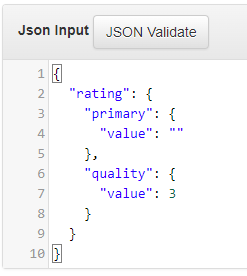 Json Input JSON Validate
1 {
2   "rating": {
3     "primary": {
4       "value": ""
5     },
6     "quality": {
7       "value": 3
8     }
9   }
10 }